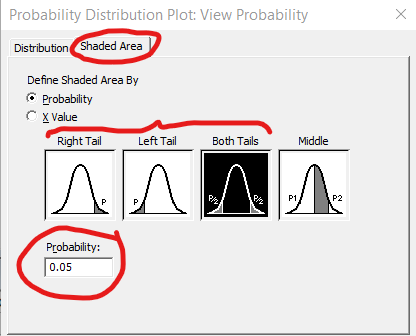 Probability Distribution Plot: View Probability
Distribution Shaded Area
Define Shaded Area By
Probability
X Value
Right Tail Left Tail Both Tails Middle
P P P/2 P/2 P1 P2
Probability:
0.05